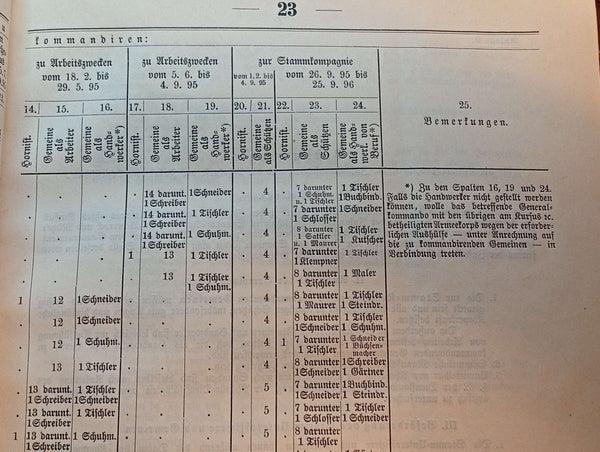 — 23 —
kommandiren:
zu Arbeitszwecken vom 18. 2. bis 29. 5. 95
zu Arbeitszwecken vom 5. 6. bis 4. 9. 95
zur Stammkompagnie
vom 1. 2. bis 4. 9. 95
vom 26. 9. 95 bis 25. 9. 96
14. 15. 16. 17. 18. 19. 20. 21. 22. 23. 24. 25.
Hornist. Gemeine als Arbeiter Gemeine als Handwerker*) Hornist. Gemeine als Arbeiter Gemeine als Handwerker*) Hornist. Gemeine als Schützen Hornist. Gemeine als Schützen Gemeine als Handwerk. von Beruf*) Bemerkungen.
. . . . 14 darunt. 1 Schreiber 1 Schneider . 4 . 7 darunter 1 Schuhm. u. 1 Tischler 1 Tischler 1 Buchbind.
. . . . 14 darunt. 1 Schreiber 1 Tischler . 4 . 7 darunter 1 Schlosser 1 Schneider
. . . . 14 darunt. 1 Schreiber 1 Schuhm. . 4 . 8 darunter 1 Sattler u. 1 Maurer 1 Tischler 1 Kutscher
. . . 1 13 1 Tischler . 4 . 7 darunter 1 Klempner 1 Tischler
. . . . 13 1 Tischler 1 Schuhm. . 4 . 8 darunter 1 Tischler 1 Maler
1 12 1 Schneider . . . . 4 . 8 darunter 1 Maurer 1 Tischler 1 Steindr.
. 12 1 Schneider . . . . 4 . 8 darunter 1 Schneider 1 Tischler 1 Schuhm.
. 12 1 Schuhm. . . . . 4 1 7 darunter 1 Tischler 1 Schneider 1 Büchsenmacher
. 13 1 Tischler . . . . 4 . 8 darunter 1 Schneider 1 Schreiber 1 Gärtner
. 13 darunt. 1 Schreiber 1 Tischler 1 Schneider . . . . 5 . 7 darunter 1 Schneider 1 Buchbind. 1 Steindr.
. 13 darunt. 1 Schreiber 1 Tischler . . . . 5 . 7 darunter 1 Schlosser 1 Tischler 1 Schneider
1 13 darunt. 1 Schreiber 1 Schuhm. . . . . 5 . 8 darunter 1 Tischler 1 Tischler
*) Zu den Spalten 16, 19 und 24.
Falls die Handwerker nicht gestellt werden
können, wolle das betreffende General-
kommando mit den übrigen am Kursus ꝛc.
betheiligten Armeekorps wegen der erforder-
lichen Aushülfe — unter Anrechnung auf
die zu kommandirenden Gemeinen — in
Verbindung treten.